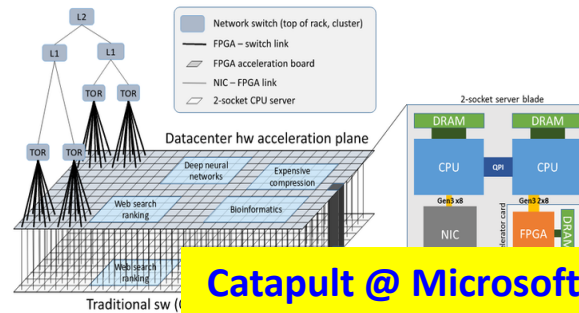 L2
L1
L1
TOR
TOR
TOR
TOR
Network switch (top of rack, cluster)
FPGA – switch link
FPGA acceleration board
NIC – FPGA link
2-socket CPU server
Datacenter hw acceleration plane
Deep neural
networks
Expensive
compression
Web search
ranking
Bioinformatics
Web search
ranking
Traditional sw (
2-socket server blade
DRAM
DRAM
CPU
QPI
CPU
Gen3 x8
Gen3 2x8
NIC
FPGA
DRAM
card
Catapult @ Microsoft